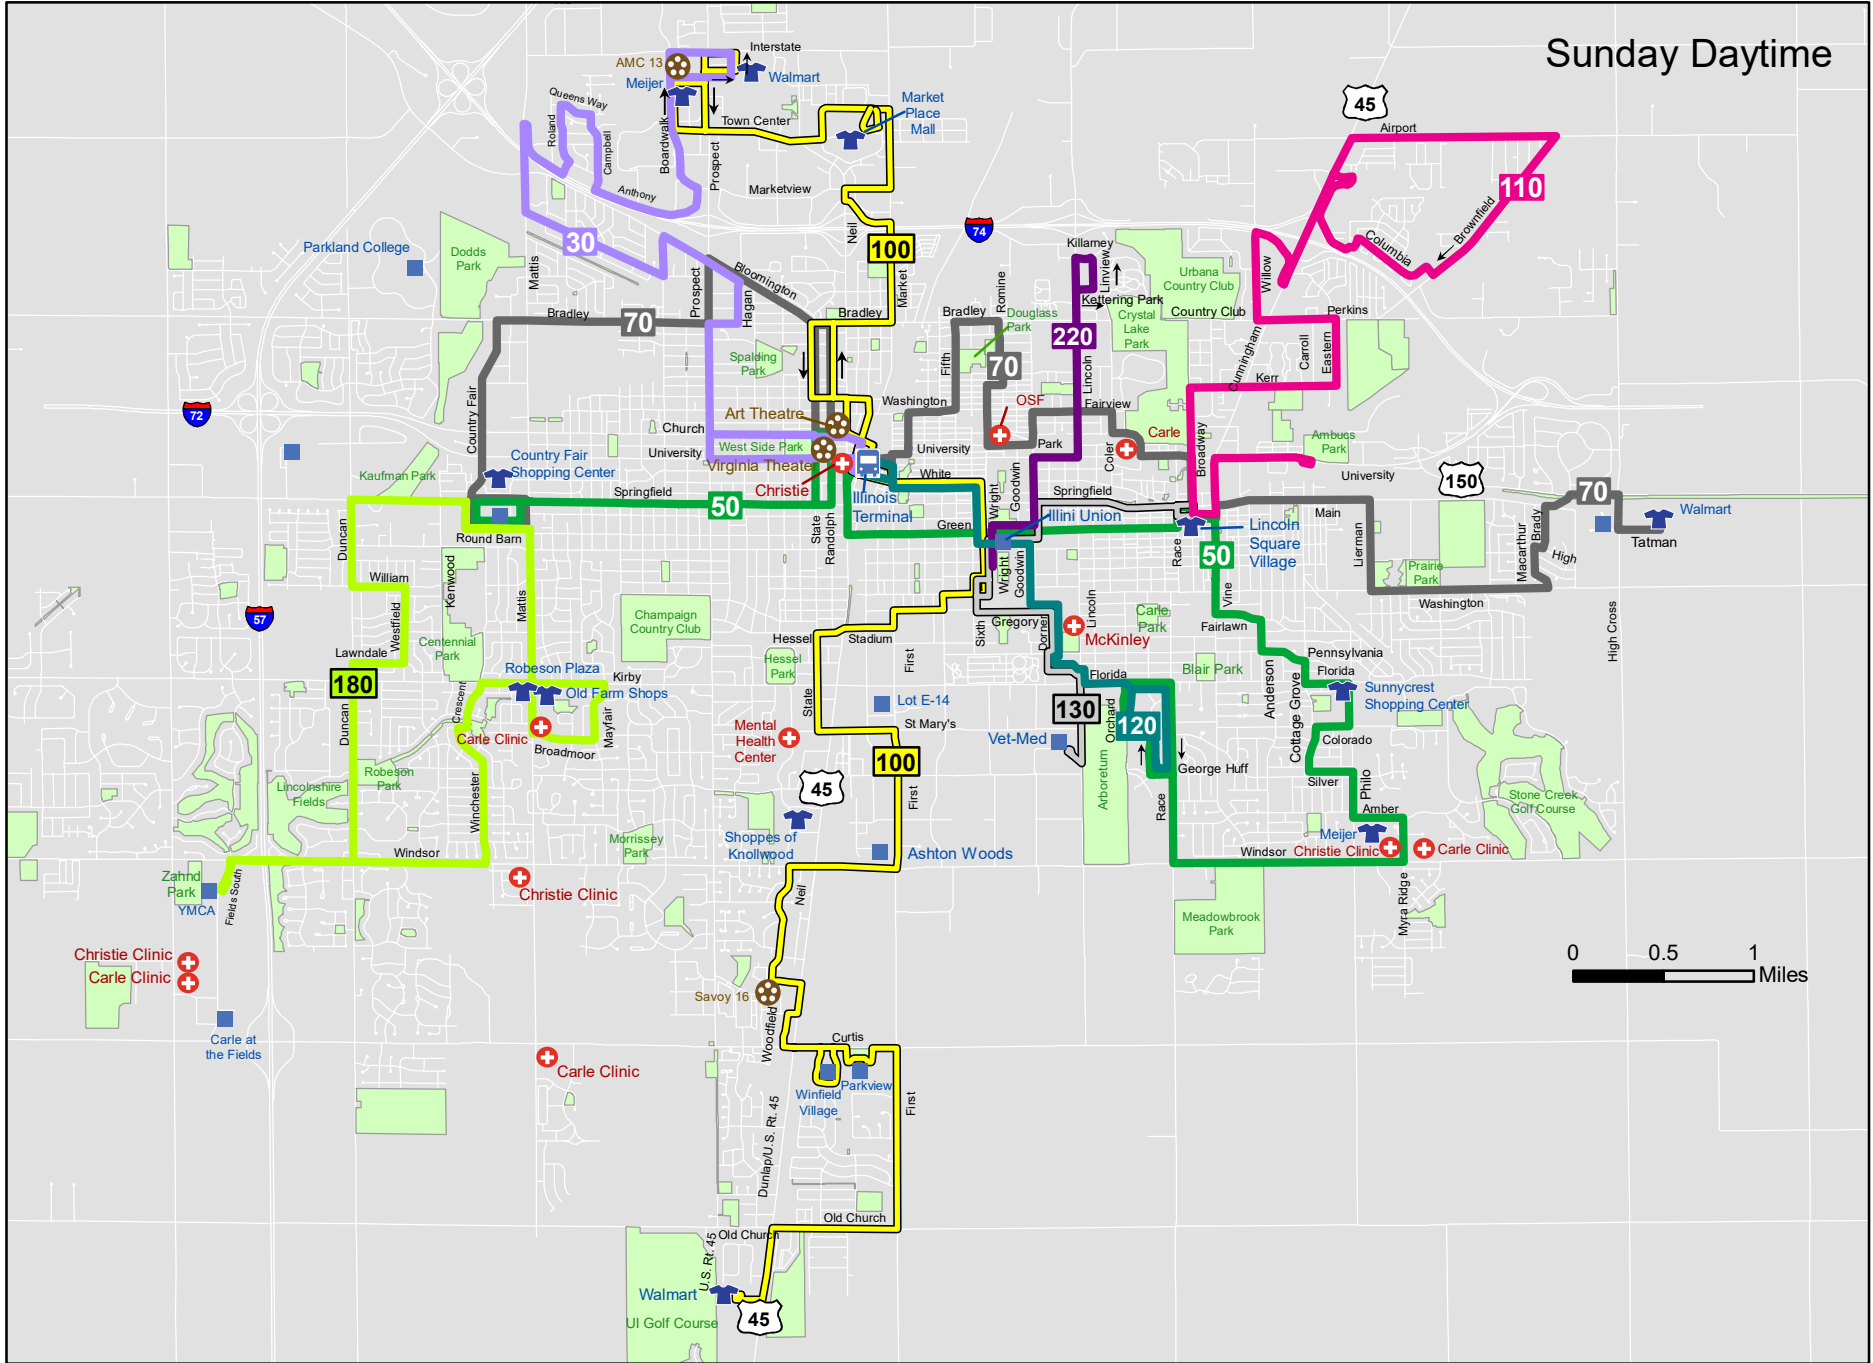 Sunday Daytime
Interstate
AMC 13
Walmart
Meijer
Queens Way
Market
Place
Mall
45
Airport
Roland
Campbell
Boardwalk
Town Center
Prospect
Marketview
Anthony
110
Brownfield
Columbia
Neil
74
30
100
Parkland College
Dodds
Park
Mattis
Killarney
Linview
Urbana
Country Club
Willow
Prospect
Bloomington
Hagan
Market
Romine
Kettering Park
Country Club
Crystal
Lake
Park
Perkins
Bradley
70
Bradley
Bradley
Douglass
Park
220
Cunningham
Carroll
Eastern
Spalding
Park
Fifth
70
Lincoln
Kerr
Country Fair
72
Washington
OSF
Fairview
Art Theatre
Church
West Side Park
University
University
Park
Coler
Carle
Broadway
Ambucs
Park
University
Virginia Theater
Kaufman Park
Country Fair
Shopping Center
White
Wright
Goodwin
Springfield
150
70
Walmart
Christie
Illinois
Terminal
Springfield
50
State
Randolph
Green
Illini Union
Main
Lincoln
Square
Village
Race
50
Lierman
Macarthur
Brady
High
Tatman
Duncan
Round Barn
William
Kenwood
Mattis
Wright
Goodwin
Prairie
Park
Washington
57
Westfield
Champaign
Country Club
Hessel
Stadium
Sixth
Gregory
Dorner
Lincoln
McKinley
Carle
Park
Vine
Fairlawn
High Cross
Centennial
Park
Lawndale
Hessel
Park
First
Pennsylvania
Florida
180
Robeson Plaza
Kirby
Old Farm Shops
Florida
Blair Park
Anderson
Cottage Grove
Sunnycrest
Shopping Center
Crescent
Duncan
Carle Clinic
Mayfair
Broadmoor
State
Lot E-14
St Mary's
Mental
Health
Center
130
Vet-Med
Orchard
120
Colorado
100
Robeson
Park
Lincolnshire
Fields
Winchester
45
First
Arboretum
George Huff
Race
Silver
Philo
Amber
Stone Creek
Golf Course
Morrissey
Park
Shoppes of
Knollwood
Ashton Woods
Meijer
Christie Clinic
Carle Clinic
Windsor
Windsor
Zahnd
Park
YMCA
Fields South
Christie Clinic
Neil
Meadowbrook
Park
Myra Ridge
Christie Clinic
Carle Clinic
Savoy 16
0 0.5 1
Miles
Carle at
the Fields
Woodfield
Curtis
Carle Clinic
Winfield
Village
Parkview
First
Dunlap/U.S. Rt. 45
Old Church
Old Church
U.S. Rt. 45
Walmart
45
UI Golf Course